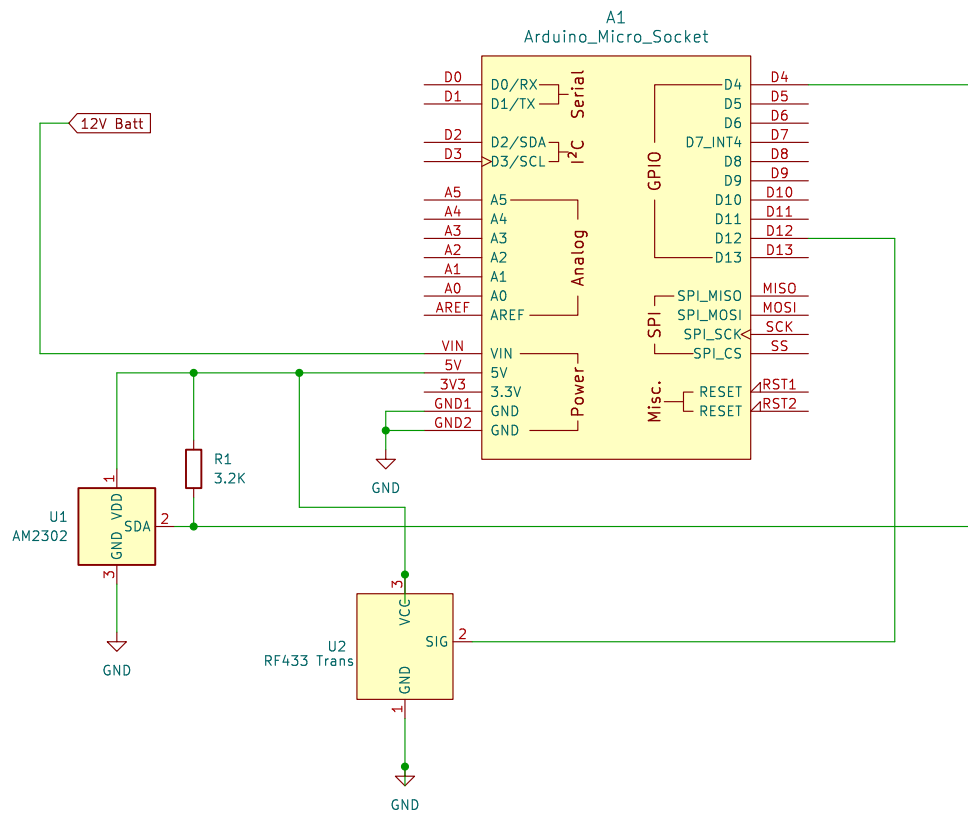 A1
Arduino_Micro_Socket
D0
D0/RX
D1
D1/TX
Serial
D2
D2/SDA
D3
D3/SCL
I²C
A5
A5
A4
A4
A3
A3
A2
A2
A1
A1
A0
A0
AREF
AREF
Analog
VIN
VIN
5V
5V
3V3
3.3V
GND1
GND
GND2
GND
Power
GPIO
D4
D4
D5
D5
D6
D6
D7_INT4
D7
D8
D8
D9
D9
D10
D10
D11
D11
D12
D12
D13
D13
SPI
SPI_MISO
MISO
SPI_MOSI
MOSI
SPI_SCK
SCK
SPI_CS
SS
Misc.
RESET
RST1
RESET
RST2
12V Batt
GND
R1
3.2K
U1
AM2302
1
VDD
SDA
2
GND
3
GND
U2
RF433 Trans
3
VCC
SIG
2
GND
1
GND